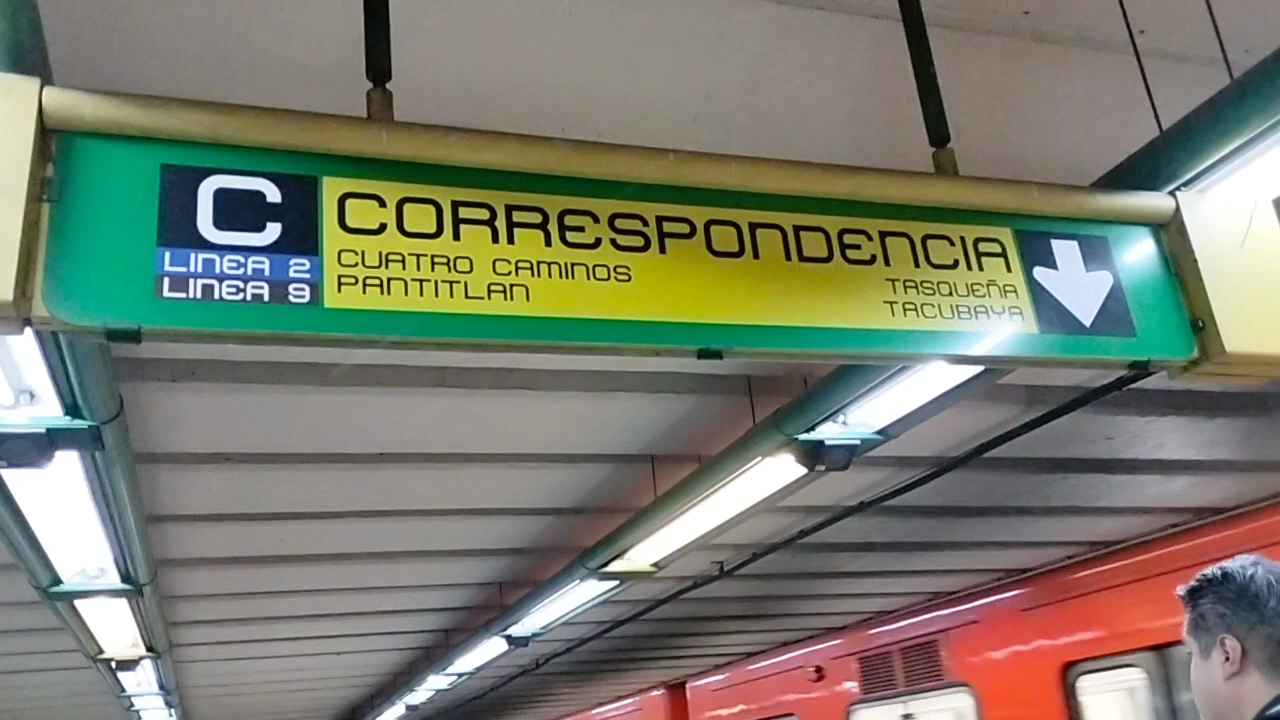 C CORRESPONDENCIA
LINEA 2 CUATRO CAMINOS TASQUEÑA
LINEA 9 PANTITLAN TACUBAYA